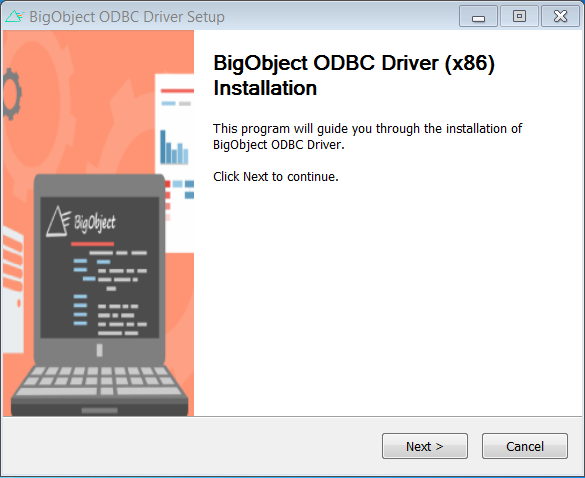 BigObject ODBC Driver Setup
BigObject ODBC Driver (x86)
Installation
This program will guide you through the installation of
BigObject ODBC Driver.
Click Next to continue.
BigObject
Next >
Cancel